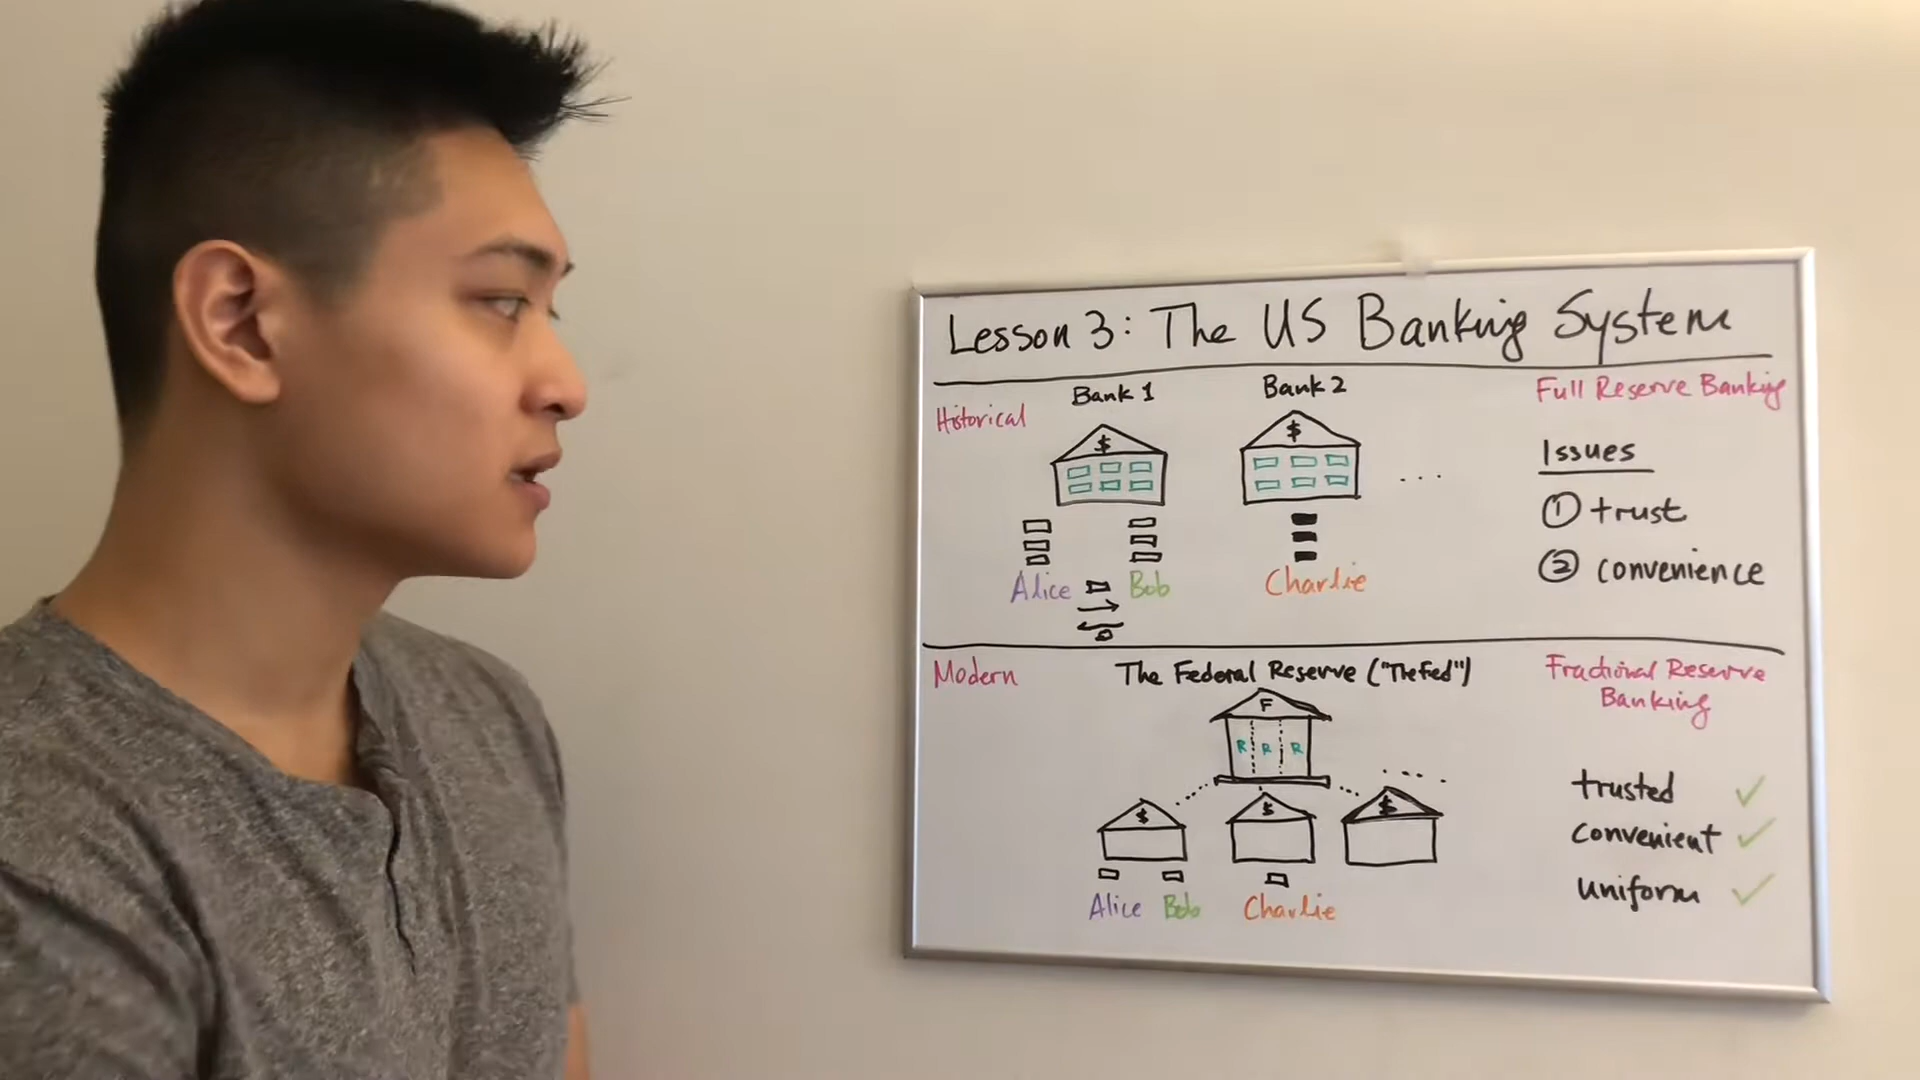 Lesson 3: The US Banking System
Historical
Bank 1
Bank 2
Full Reserve Banking
$
$
...
Issues
① trust
② convenience
Alice
Bob
Charlie
Modern
The Federal Reserve ("The Fed")
Fractional Reserve
Banking
F
R R R
$
$
$
trusted ✓
convenient ✓
uniform ✓
Alice
Bob
Charlie